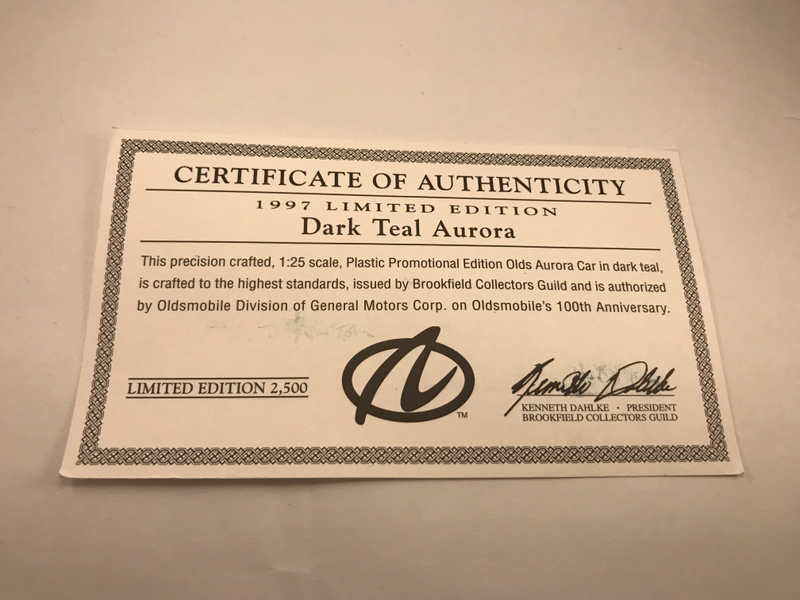 CERTIFICATE OF AUTHENTICITY
1997 LIMITED EDITION
Dark Teal Aurora
This precision crafted, 1:25 scale, Plastic Promotional Edition Olds Aurora Car in dark teal,
is crafted to the highest standards, issued by Brookfield Collectors Guild and is authorized
by Oldsmobile Division of General Motors Corp. on Oldsmobile's 100th Anniversary.
LIMITED EDITION 2,500
TM
Kenneth Dahlke
KENNETH DAHLKE • PRESIDENT
BROOKFIELD COLLECTORS GUILD